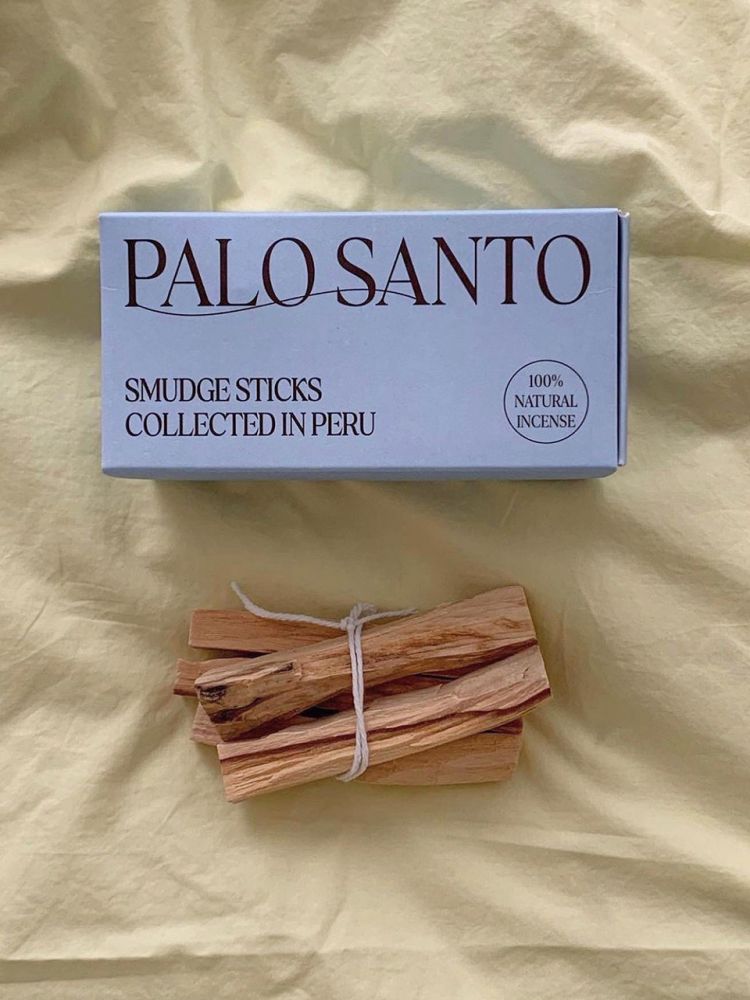 PALO SANTO
SMUDGE STICKS
COLLECTED IN PERU
100%
NATURAL
INCENSE